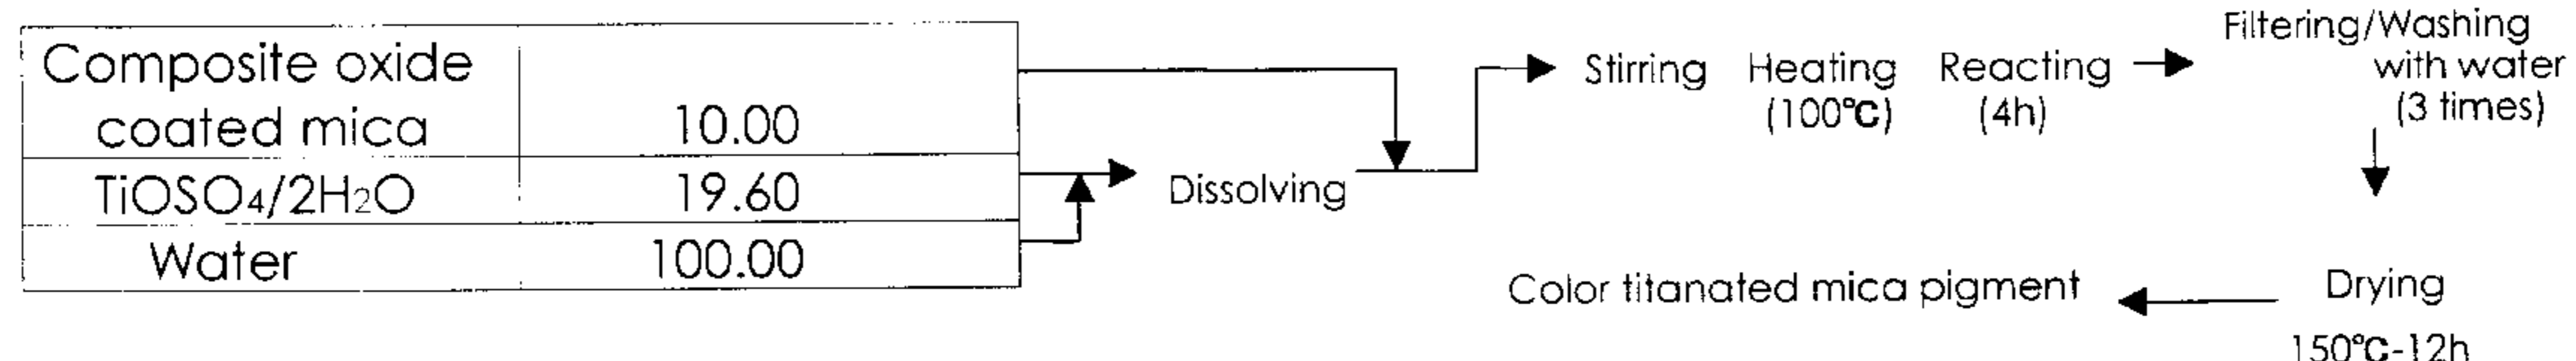 Composite oxide
coated mica 10.00
TiOSO4/2H2O 19.60
Water 100.00
Dissolving
Stirring Heating Reacting
(100℃) (4h)
Filtering/Washing
with water
(3 times)
Drying
150℃-12h
Color titanated mica pigment